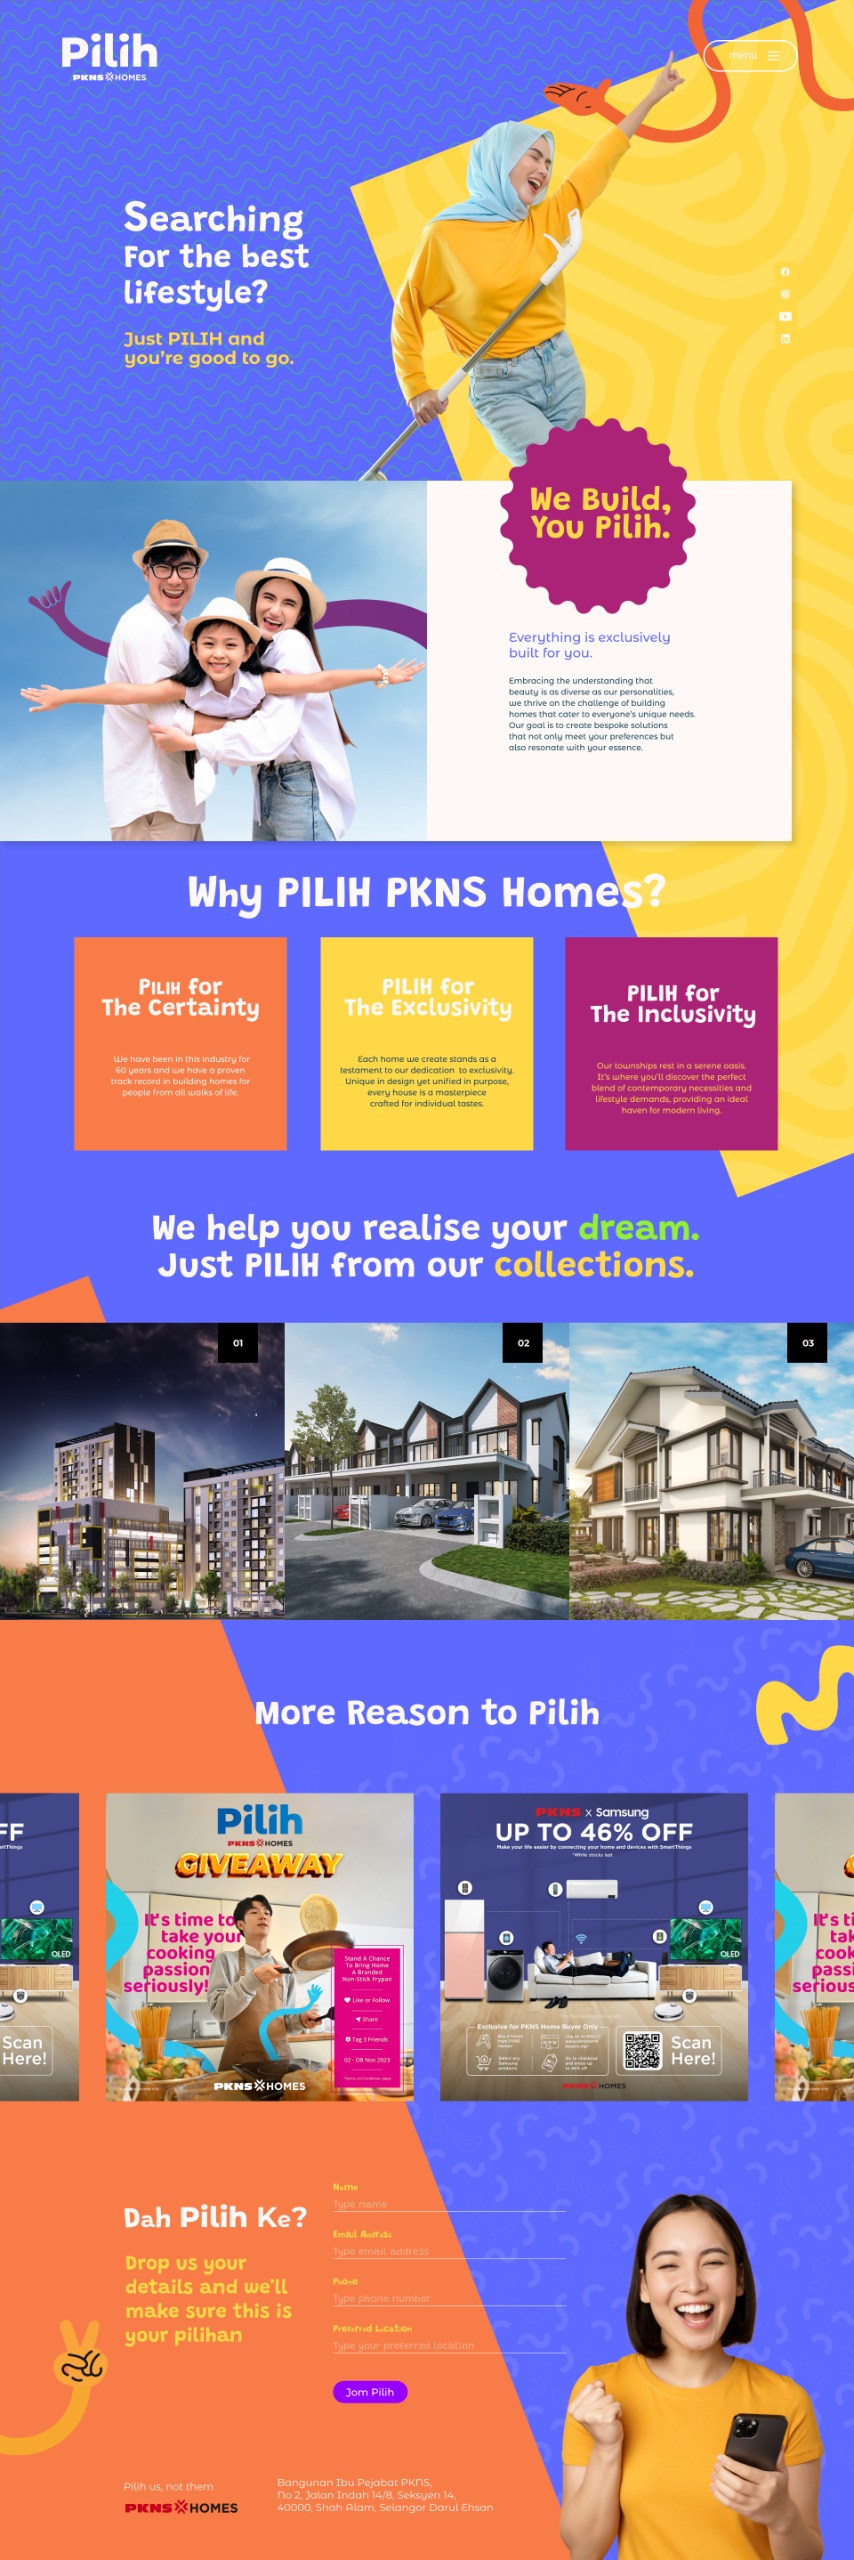 Pilih
PKNS HOMES
MENU
Searching
For the best
lifestyle?
Just PILIH and
you're good to go.
We Build,
You Pilih.
Everything is exclusively
built for you.
Embracing the understanding that
beauty is as diverse as our personalities,
we thrive on the challenge of building
homes that cater to everyone's unique needs.
Our goal is to create bespoke solutions
that not only meet your preferences but
also resonate with your essence.
Why PILIH PKNS Homes?
PILIH for
The Certainty
We have been in this industry for
60 years and we have a proven
track record in building homes for
people from all walks of life.
PILIH for
The Exclusivity
Each home we create stands as a
testament to our dedication to exclusivity.
Unique in design yet unified in purpose,
every house is a masterpiece
crafted for individual tastes.
PILIH for
The Inclusivity
Our townships rest in a serene oasis.
It's where you'll discover the perfect
blend of contemporary necessities and
lifestyle demands, providing an ideal
haven for modern living.
We help you realise your dream.
Just PILIH from our collections.
01
02
03
More Reason to Pilih
FF
OLED
Scan
Here!
Pilih
PKNS HOMES
GIVEAWAY
It's time to
take your
cooking
passion
seriously!
Stand A Chance
To Bring Home
A Branded
Non-Stick Frypan
Like or Follow
Share
Tag 3 Friends
02 - 08 Nov 2023
PKNS HOMES
PKNS x Samsung
UP TO 46% OFF
Make your life easier by connecting your home and devices with SmartThings
*While stocks last
OLED
Exclusive for PKNS Home Buyer Only
Scan
Here!
PKNS HOMES
It's ti
take
cook
passi
seriou
Dah Pilih Ke?
Drop us your
details and we'll
make sure this is
your pilihan
Name
Type name
Email Address
Type email address
Phone
Type phone number
Preferred Location
Type your preferred location
Jom Pilih
Pilih us, not them
PKNS HOMES
Bangunan Ibu Pejabat PKNS,
No 2, Jalan Indah 14/8, Seksyen 14,
40000, Shah Alam, Selangor Darul Ehsan